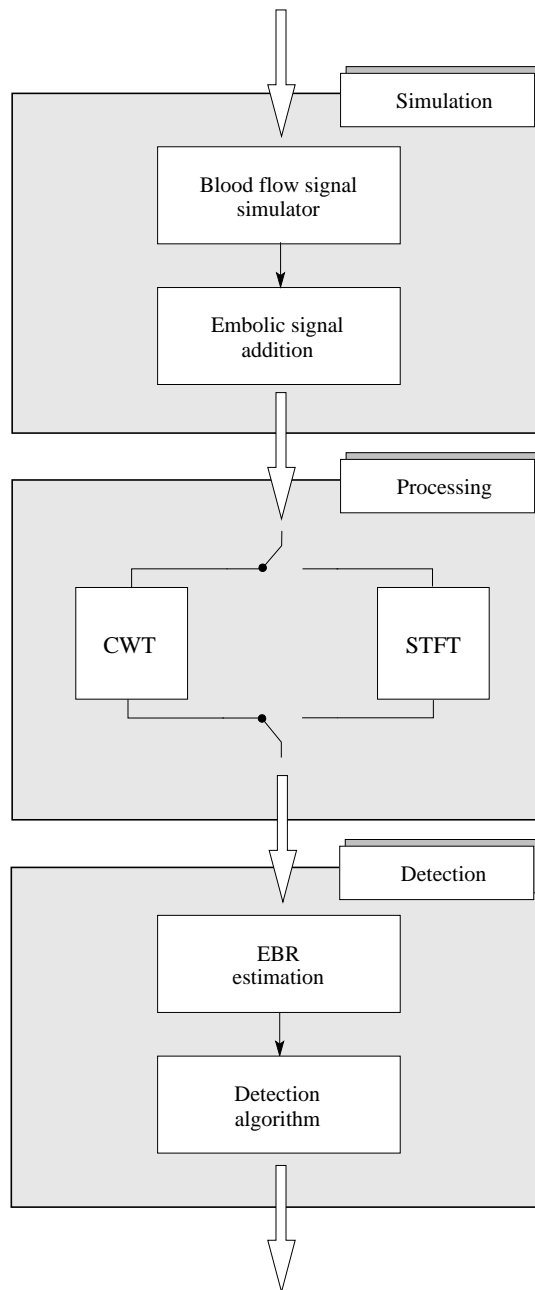 Simulation
Blood flow signal
simulator
Embolic signal
addition
Processing
CWT
STFT
Detection
EBR
estimation
Detection
algorithm